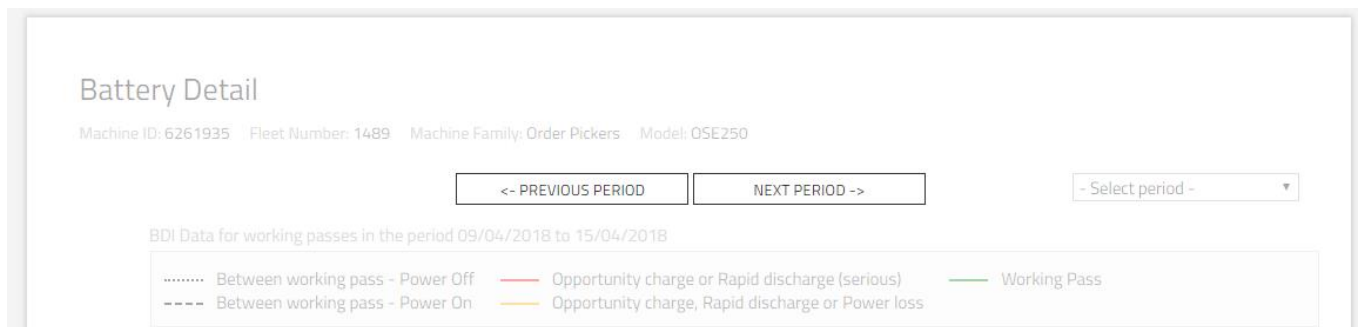 Battery Detail
Machine ID: 6261935 Fleet Number: 1489 Machine Family: Order Pickers Model: OSE250
<- PREVIOUS PERIOD NEXT PERIOD -> - Select period -
BDI Data for working passes in the period 09/04/2018 to 15/04/2018
Between working pass - Power Off Opportunity charge or Rapid discharge (serious) Working Pass
Between working pass - Power On Opportunity charge, Rapid discharge or Power loss